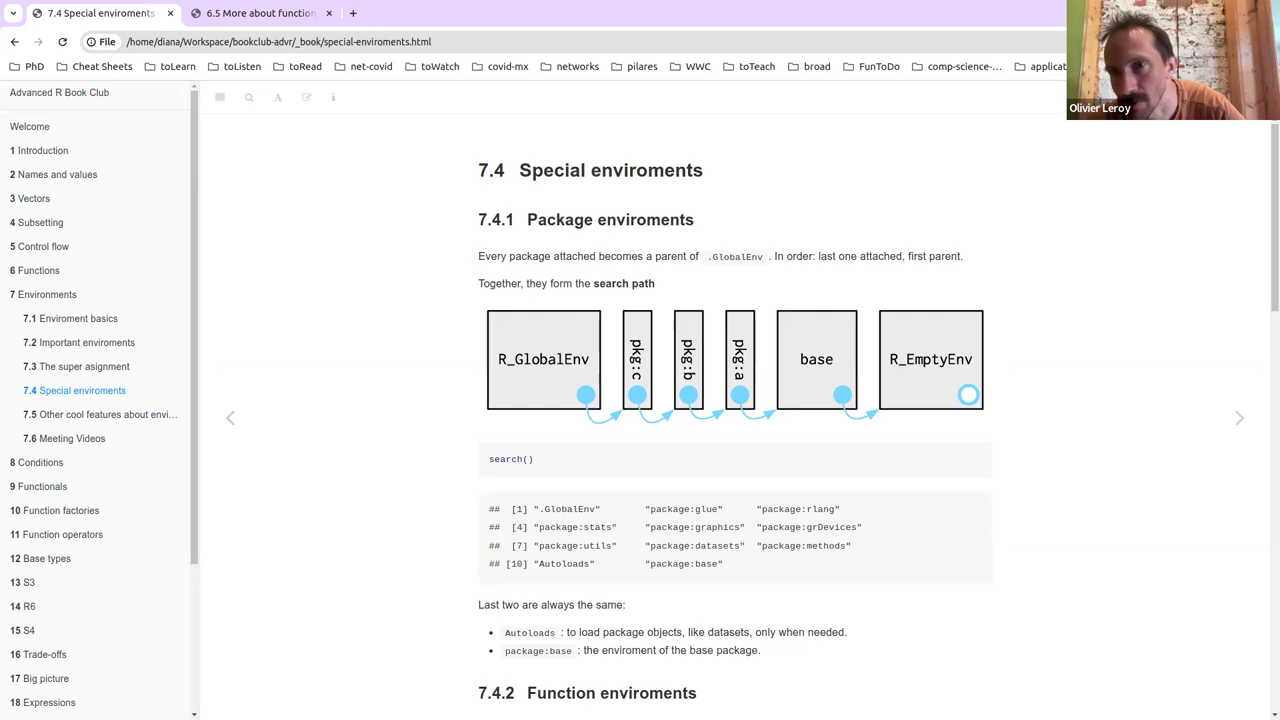 7.4 Special enviroments
6.5 More about function
File
/home/diana/Workspace/bookclub-advr/_book/special-enviroments.html
PhD
Cheat Sheets
toLearn
toListen
toRead
net-covid
toWatch
covid-mx
networks
pilares
WWC
toTeach
broad
FunToDo
comp-science-...
applicat
Olivier Leroy
Advanced R Book Club
Welcome
1 Introduction
2 Names and values
3 Vectors
4 Subsetting
5 Control flow
6 Functions
7 Environments
7.1 Enviroment basics
7.2 Important enviroments
7.3 The super asignment
7.4 Special enviroments
7.5 Other cool features about envi...
7.6 Meeting Videos
8 Conditions
9 Functionals
10 Function factories
11 Function operators
12 Base types
13 S3
14 R6
15 S4
16 Trade-offs
17 Big picture
18 Expressions
7.4 Special enviroments
7.4.1 Package enviroments
Every package attached becomes a parent of .GlobalEnv . In order: last one attached, first parent.
Together, they form the search path
R_GlobalEnv
pkg:c
pkg:b
pkg:a
base
R_EmptyEnv
search()
## [1] ".GlobalEnv" "package:glue" "package:rlang"
## [4] "package:stats" "package:graphics" "package:grDevices"
## [7] "package:utils" "package:datasets" "package:methods"
## [10] "Autoloads" "package:base"
Last two are always the same:
• Autoloads : to load package objects, like datasets, only when needed.
• package:base : the enviroment of the base package.
7.4.2 Function enviroments